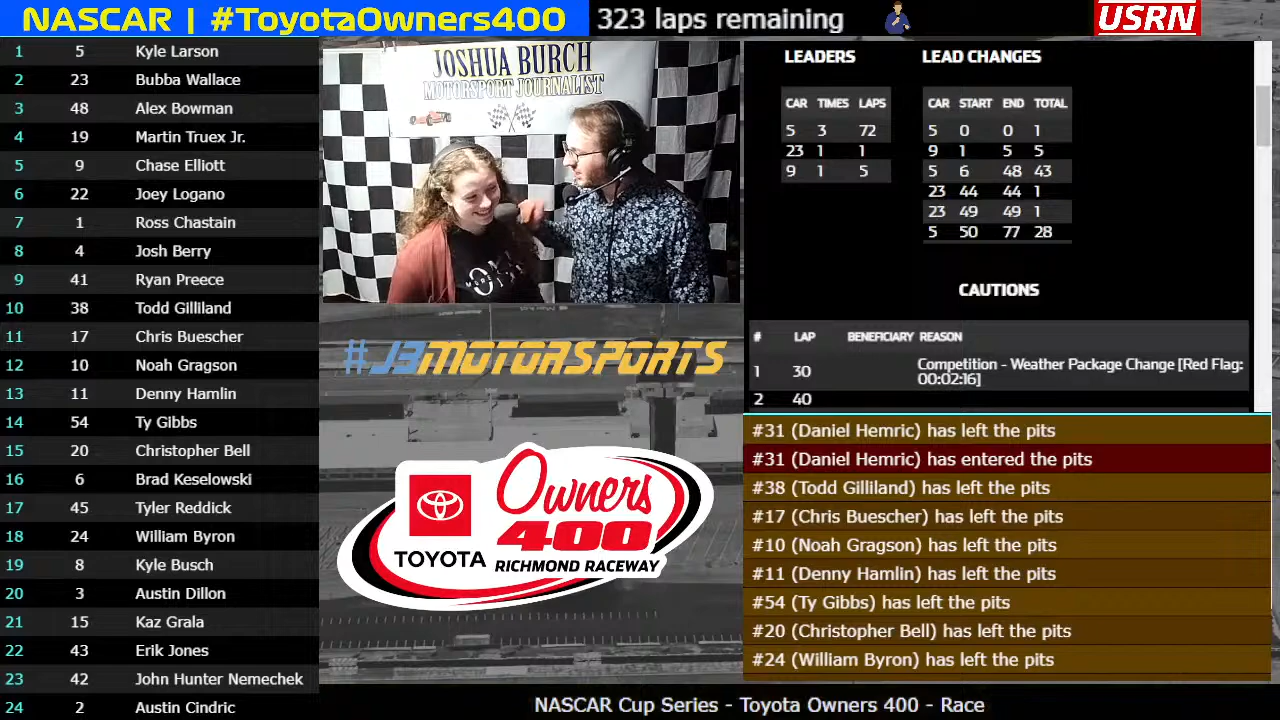 NASCAR | #ToyotaOwners400
323 laps remaining
USRN
1 5 Kyle Larson
2 23 Bubba Wallace
3 48 Alex Bowman
4 19 Martin Truex Jr.
5 9 Chase Elliott
6 22 Joey Logano
7 1 Ross Chastain
8 4 Josh Berry
9 41 Ryan Preece
10 38 Todd Gilliland
11 17 Chris Buescher
12 10 Noah Gragson
13 11 Denny Hamlin
14 54 Ty Gibbs
15 20 Christopher Bell
16 6 Brad Keselowski
17 45 Tyler Reddick
18 24 William Byron
19 8 Kyle Busch
20 3 Austin Dillon
21 15 Kaz Grala
22 43 Erik Jones
23 42 John Hunter Nemechek
24 2 Austin Cindric
JOSHUA BURCH
MOTORSPORT JOURNALIST
#JBMOTORSPORTS
Owners
400
TOYOTA
RICHMOND RACEWAY
LEADERS
CAR TIMES LAPS
5 3 72
23 1 1
9 1 5
LEAD CHANGES
CAR START END TOTAL
5 0 0 1
9 1 5 5
5 6 48 43
23 44 44 1
23 49 49 1
5 50 77 28
CAUTIONS
# LAP BENEFICIARY REASON
1 30 Competition - Weather Package Change [Red Flag:
00:02:16]
2 40
#31 (Daniel Hemric) has left the pits
#31 (Daniel Hemric) has entered the pits
#38 (Todd Gilliland) has left the pits
#17 (Chris Buescher) has left the pits
#10 (Noah Gragson) has left the pits
#11 (Denny Hamlin) has left the pits
#54 (Ty Gibbs) has left the pits
#20 (Christopher Bell) has left the pits
#24 (William Byron) has left the pits
NASCAR Cup Series - Toyota Owners 400 - Race